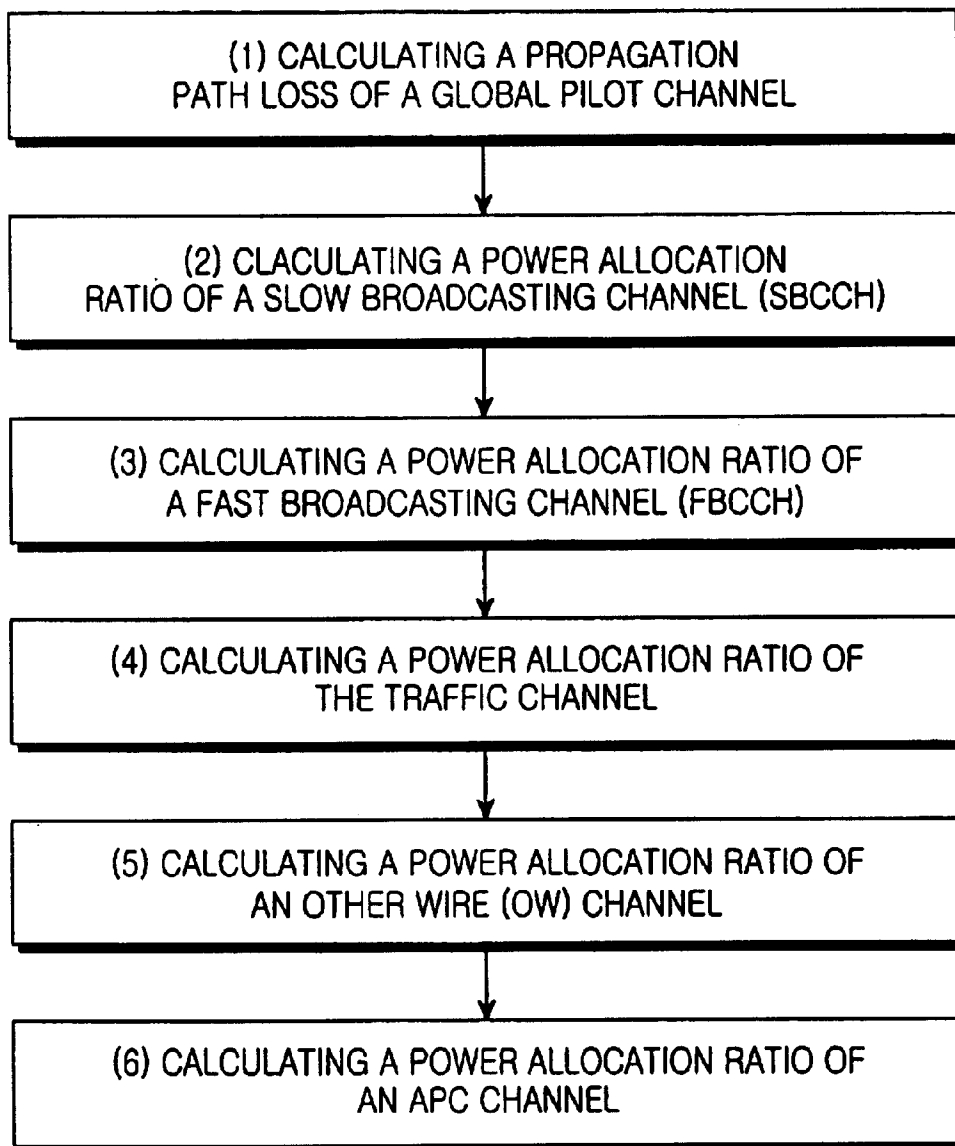 (1) CALCULATING A PROPAGATION
PATH LOSS OF A GLOBAL PILOT CHANNEL
(2) CLACULATING A POWER ALLOCATION
RATIO OF A SLOW BROADCASTING CHANNEL (SBCCH)
(3) CALCULATING A POWER ALLOCATION RATIO OF
A FAST BROADCASTING CHANNEL (FBCCH)
(4) CALCULATING A POWER ALLOCATION RATIO OF
THE TRAFFIC CHANNEL
(5) CALCULATING A POWER ALLOCATION RATIO OF
AN OTHER WIRE (OW) CHANNEL
(6) CALCULATING A POWER ALLOCATION RATIO OF
AN APC CHANNEL